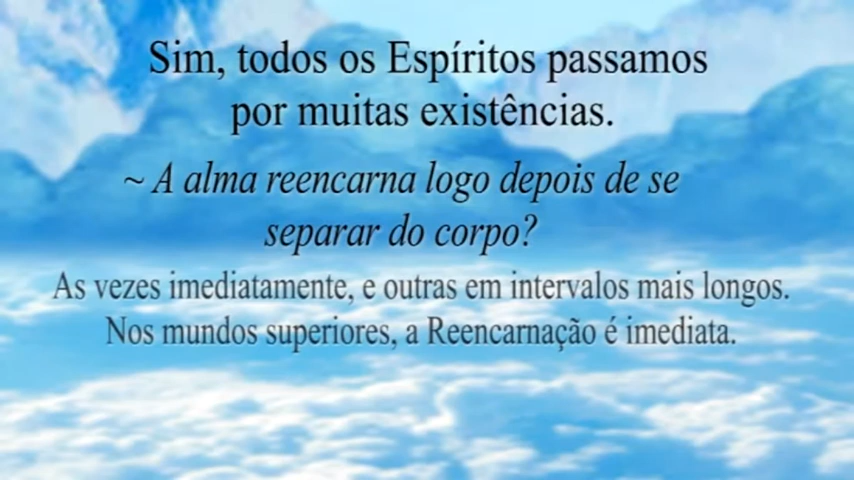 Sim, todos os Espíritos passamos
por muitas existências.
~ A alma reencarna logo depois de se
separar do corpo?
As vezes imediatamente, e outras em intervalos mais longos.
Nos mundos superiores, a Reencarnação é imediata.